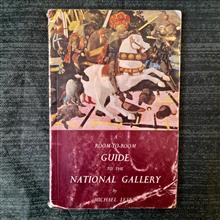 A
ROOM-TO-ROOM
GUIDE
TO THE
NATIONAL GALLERY
by
MICHAEL